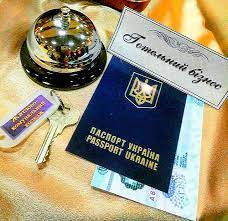 Готельний бізнес
ПАСПОРТ УКРАЇНА
PASSPORT UKRAINE